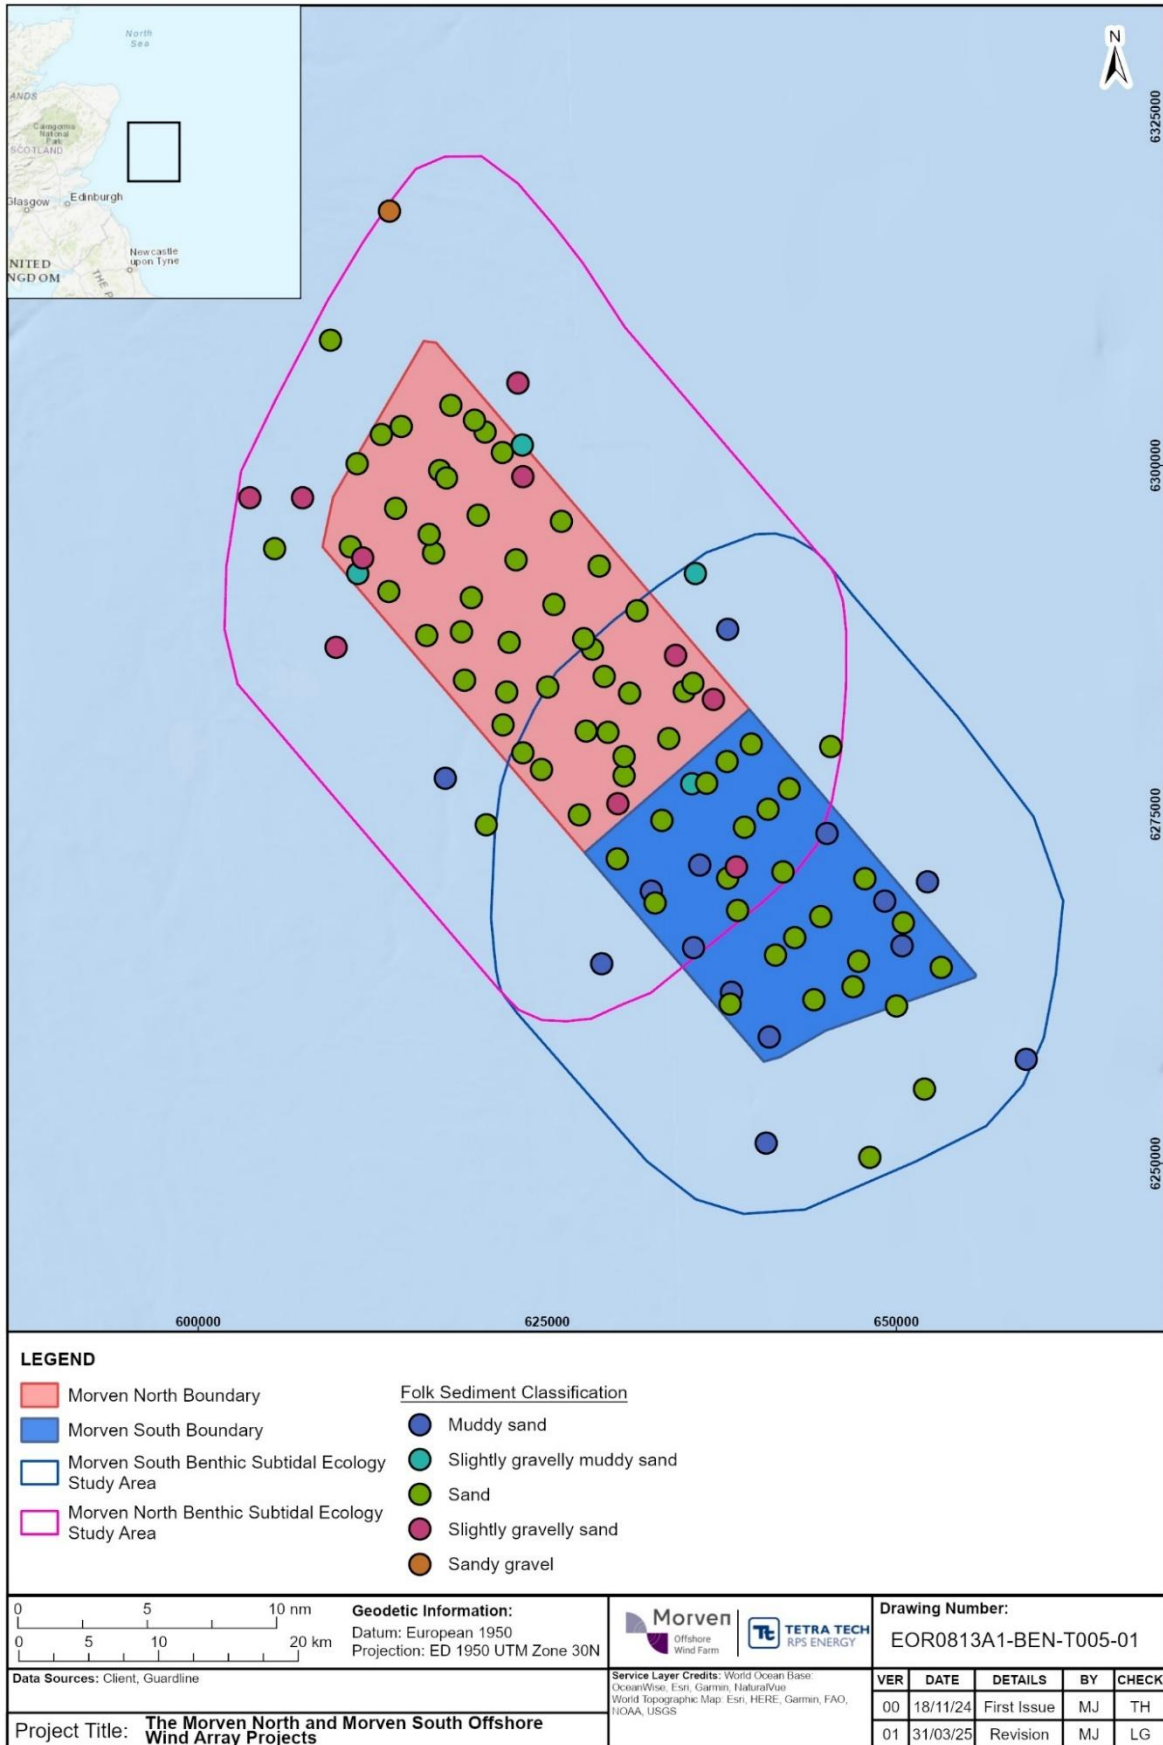 North
Sea
ANDS
Cairngorms
National
Park
SCOTLAND
Glasgow
Edinburgh
Newcastle
upon Tyne
NITED
NGDOM
THE P
N
6325000
6300000
6275000
6250000
600000
625000
650000
LEGEND
Morven North Boundary
Morven South Boundary
Morven South Benthic Subtidal Ecology
Study Area
Morven North Benthic Subtidal Ecology
Study Area
Folk Sediment Classification
Muddy sand
Slightly gravelly muddy sand
Sand
Slightly gravelly sand
Sandy gravel
0 5 10 nm
0 5 10 20 km
Geodetic Information:
Datum: European 1950
Projection: ED 1950 UTM Zone 30N
Data Sources: Client, Guardline
Project Title: The Morven North and Morven South Offshore
Wind Array Projects
Morven
Offshore
Wind Farm
Tt TETRA TECH
RPS ENERGY
Service Layer Credits: World Ocean Base:
OceanWise, Esri, Garmin, NaturalVue
World Topographic Map: Esri, HERE, Garmin, FAO,
NOAA, USGS
Drawing Number:
EOR0813A1-BEN-T005-01
VER DATE DETAILS BY CHECK
00 18/11/24 First Issue MJ TH
01 31/03/25 Revision MJ LG